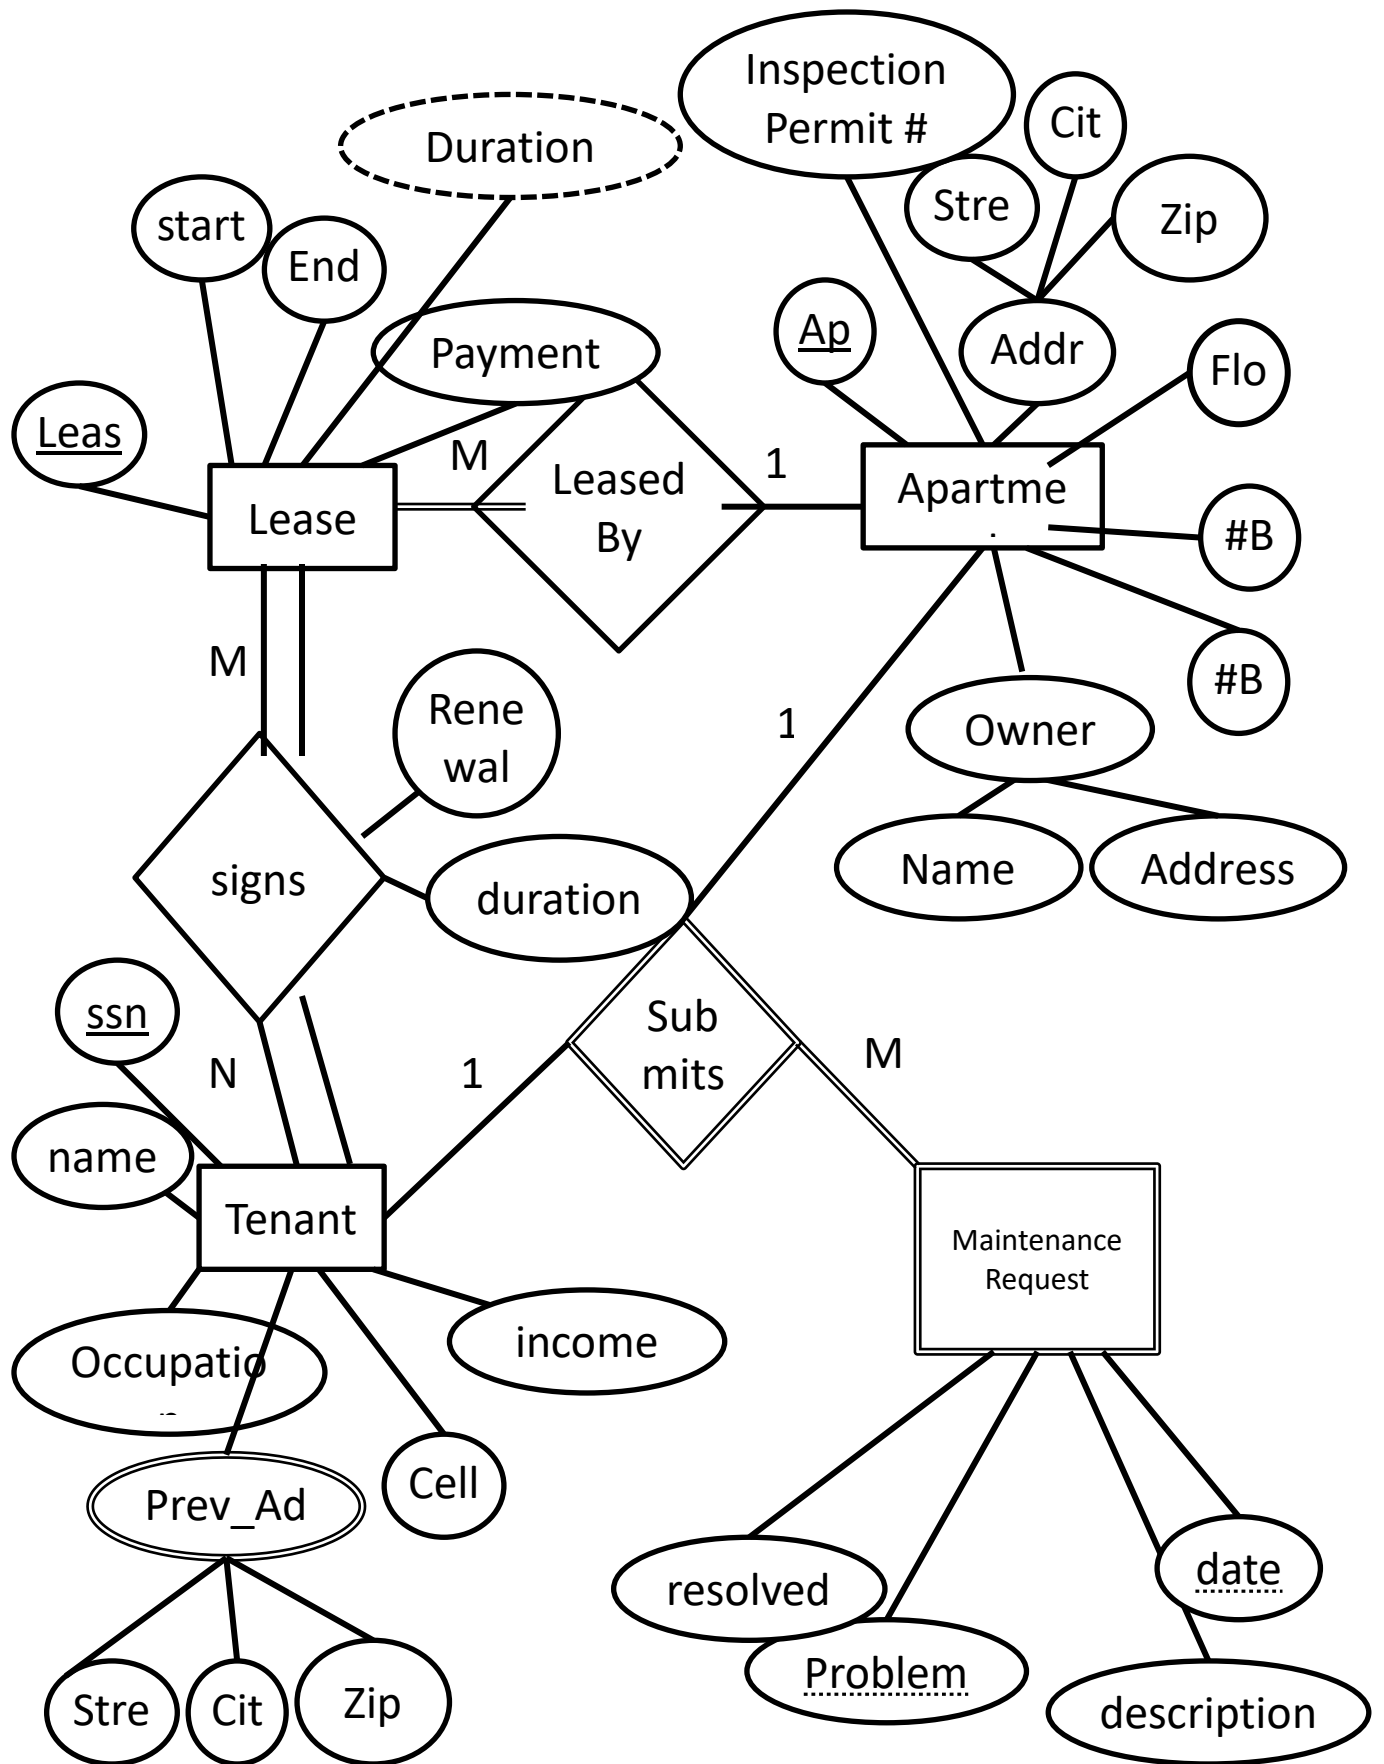 Inspection
Permit #
Cit
Duration
Stre
Zip
start
End
Ap
Addr
Flo
Payment
Leas
M
1
Leased
By
Apartme
Lease
#B
M
#B
Rene
wal
1
Owner
signs
duration
Name
Address
ssn
Sub
mits
N
1
M
name
Tenant
Maintenance
Request
income
Occupatio
Cell
Prev_Ad
resolved
date
Problem
Stre
Cit
Zip
description